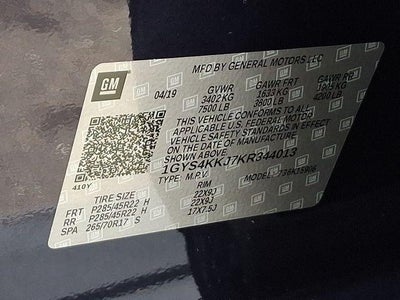 GM
MFD BY GENERAL MOTORS LLC
04/19 GVWR GAWR FRT GAWR RR
3402 KG 1633 KG 1905 KG
7500 LB 3800 LB 4200 LB
THIS VEHICLE CONFORMS TO ALL
APPLICABLE U.S. FEDERAL MOTOR
VEHICLE SAFETY STANDARDS IN EFFECT
ON THE DATE OF MANUFACTURE
SHOWN ABOVE.
1GYS4KKJ7KR344013
410Y TYPE: M.P.V. MODEL:
TIRE SIZE RIM
FRT P285/45R22 H 22X9J
RR P285/45R22 H 22X9J
SPA 265/70R17 S 17X7.5J